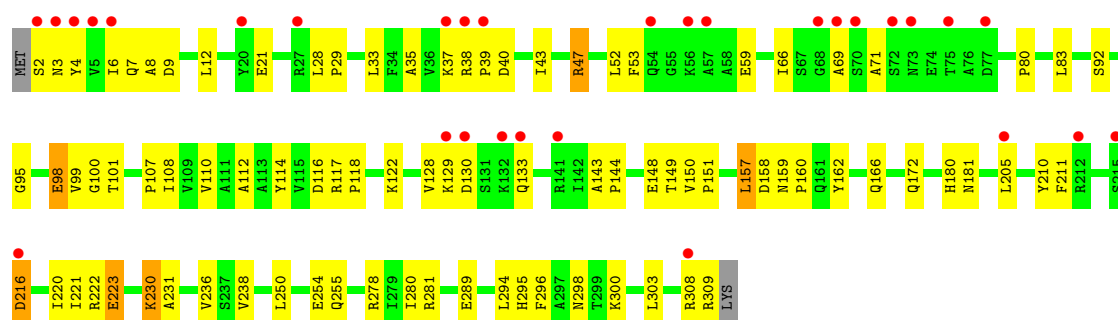 MET S2 N3 Y4 V5 I6 Q7 A8 D9 L12 Y20 E21 R27 L28 P29 L33 F34 A35 V36 K37 R38 P39 D40 I43 R47 L52 F53 Q54 G55 K56 A57 A58 E59 I66 S67 G68 A69 S70 A71 S72 N73 E74 T75 A76 D77 P80 L83 S92
G95 E98 V99 G100 T101 P107 I108 V109 V110 A111 A112 A113 Y114 V115 D116 R117 P118 K122 V128 K129 D130 S131 K132 Q133 R141 I142 A143 P144 E148 T149 V150 P151 L157 D158 N159 P160 Q161 Y162 Q166 Q172 H180 N181 L205 Y210 F211 R212 S215
D216 I220 I221 R222 E223 K230 A231 V236 S237 V238 L250 E254 Q255 R278 I279 I280 R281 E289 L294 H295 F296 A297 N298 T299 K300 L303 R308 R309 LYS